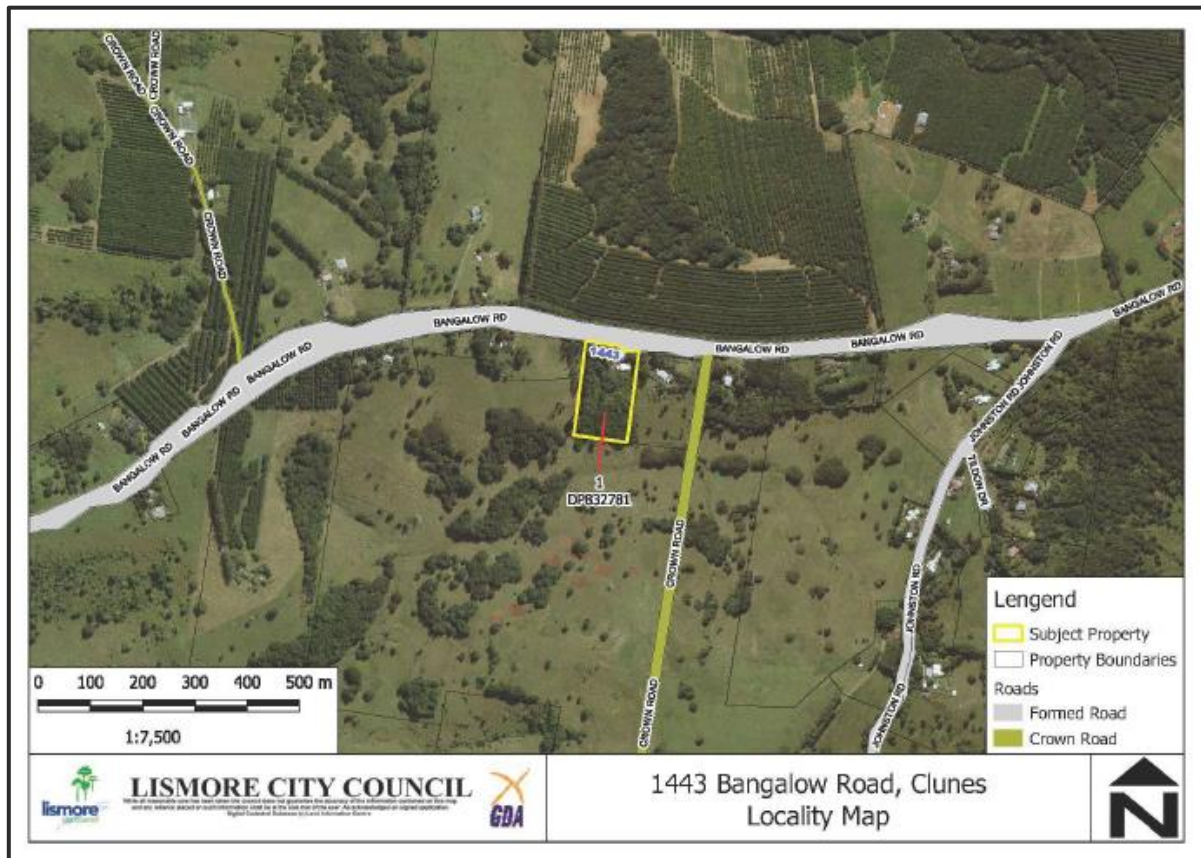 CROWN ROAD
CROWN ROAD
CROWN ROAD
CROWN ROAD
BANGALOW RD
BANGALOW RD
BANGALOW RD
BANGALOW RD
BANGALOW RD
BANGALOW RD
BANGALOW RD
1443
1
DP832781
CROWN ROAD
CROWN ROAD
JOHNSTON RD
JOHNSTON RD
TILDON DR
JOHNSTON RD
JOHNSTON RD
0 100 200 300 400 500 m
1:7,500
Lengend
Subject Property
Property Boundaries
Roads
Formed Road
Crown Road
lismore
LISMORE CITY COUNCIL
GDA
1443 Bangalow Road, Clunes
Locality Map
N